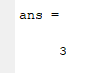 ans =
3